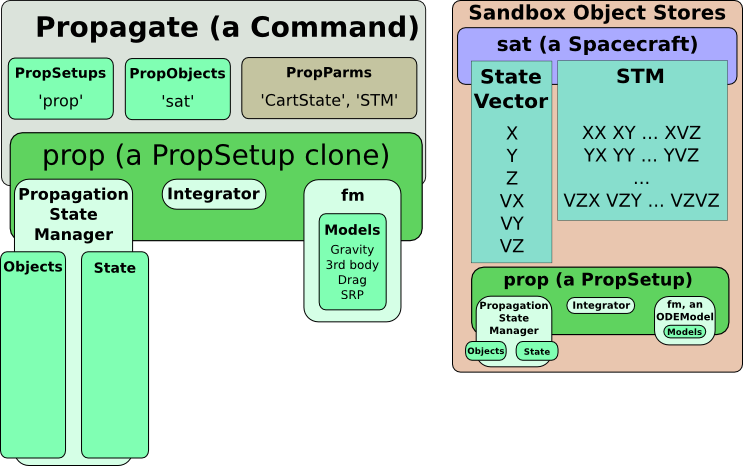 Propagate (a Command)
PropSetups
'prop'
PropObjects
'sat'
PropParms
'CartState', 'STM'
prop (a PropSetup clone)
Propagation
State
Manager
Objects
State
Integrator
fm
Models
Gravity
3rd body
Drag
SRP
Sandbox Object Stores
sat (a Spacecraft)
State
Vector
X
Y
Z
VX
VY
VZ
STM
XX XY ... XVZ
YX YY ... YVZ
...
VZX VZY ... VZVZ
prop (a PropSetup)
Propagation
State
Manager
Objects
State
Integrator
fm, an
ODEModel
Models